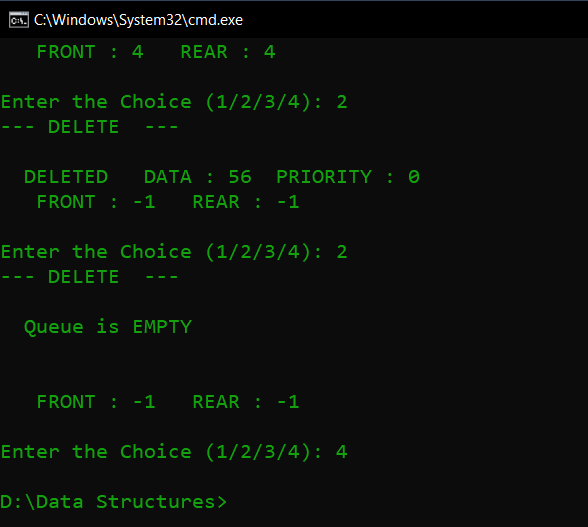 C:\Windows\System32\cmd.exe
FRONT : 4   REAR : 4
Enter the Choice (1/2/3/4): 2
--- DELETE  ---
DELETED   DATA : 56  PRIORITY : 0
FRONT : -1   REAR : -1
Enter the Choice (1/2/3/4): 2
--- DELETE  ---
Queue is EMPTY
FRONT : -1   REAR : -1
Enter the Choice (1/2/3/4): 4
D:\Data Structures>